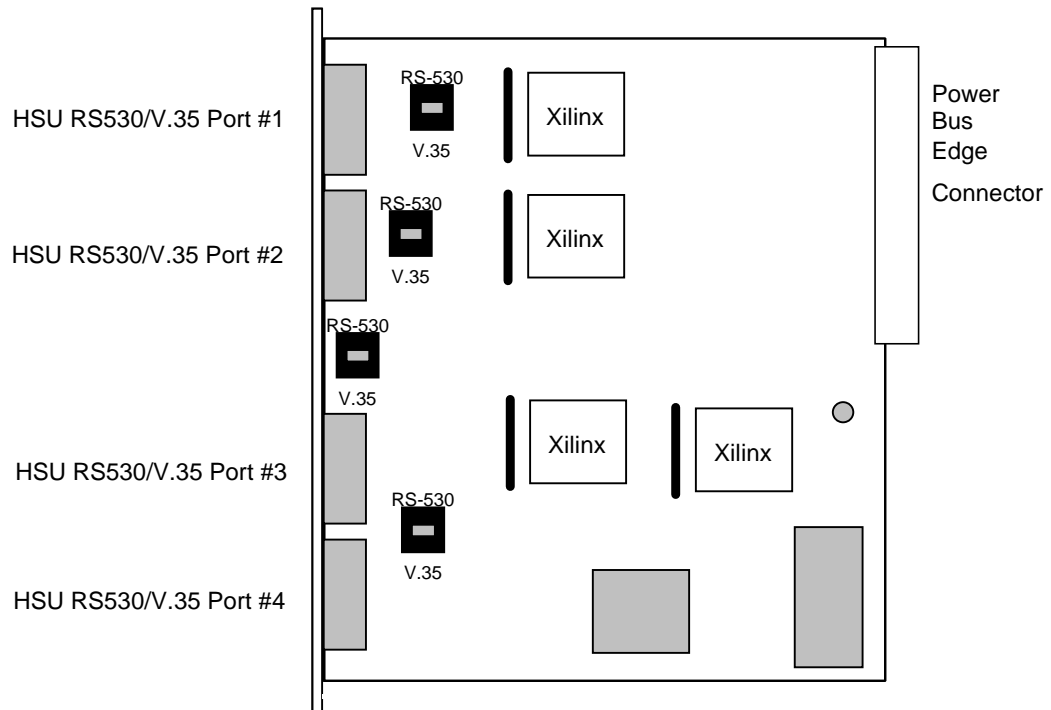 RS-530
HSU RS530/V.35 Port #1
V.35
Xilinx
Power
Bus
Edge
Connector
RS-530
HSU RS530/V.35 Port #2
V.35
Xilinx
RS-530
V.35
Xilinx
Xilinx
HSU RS530/V.35 Port #3
RS-530
V.35
HSU RS530/V.35 Port #4